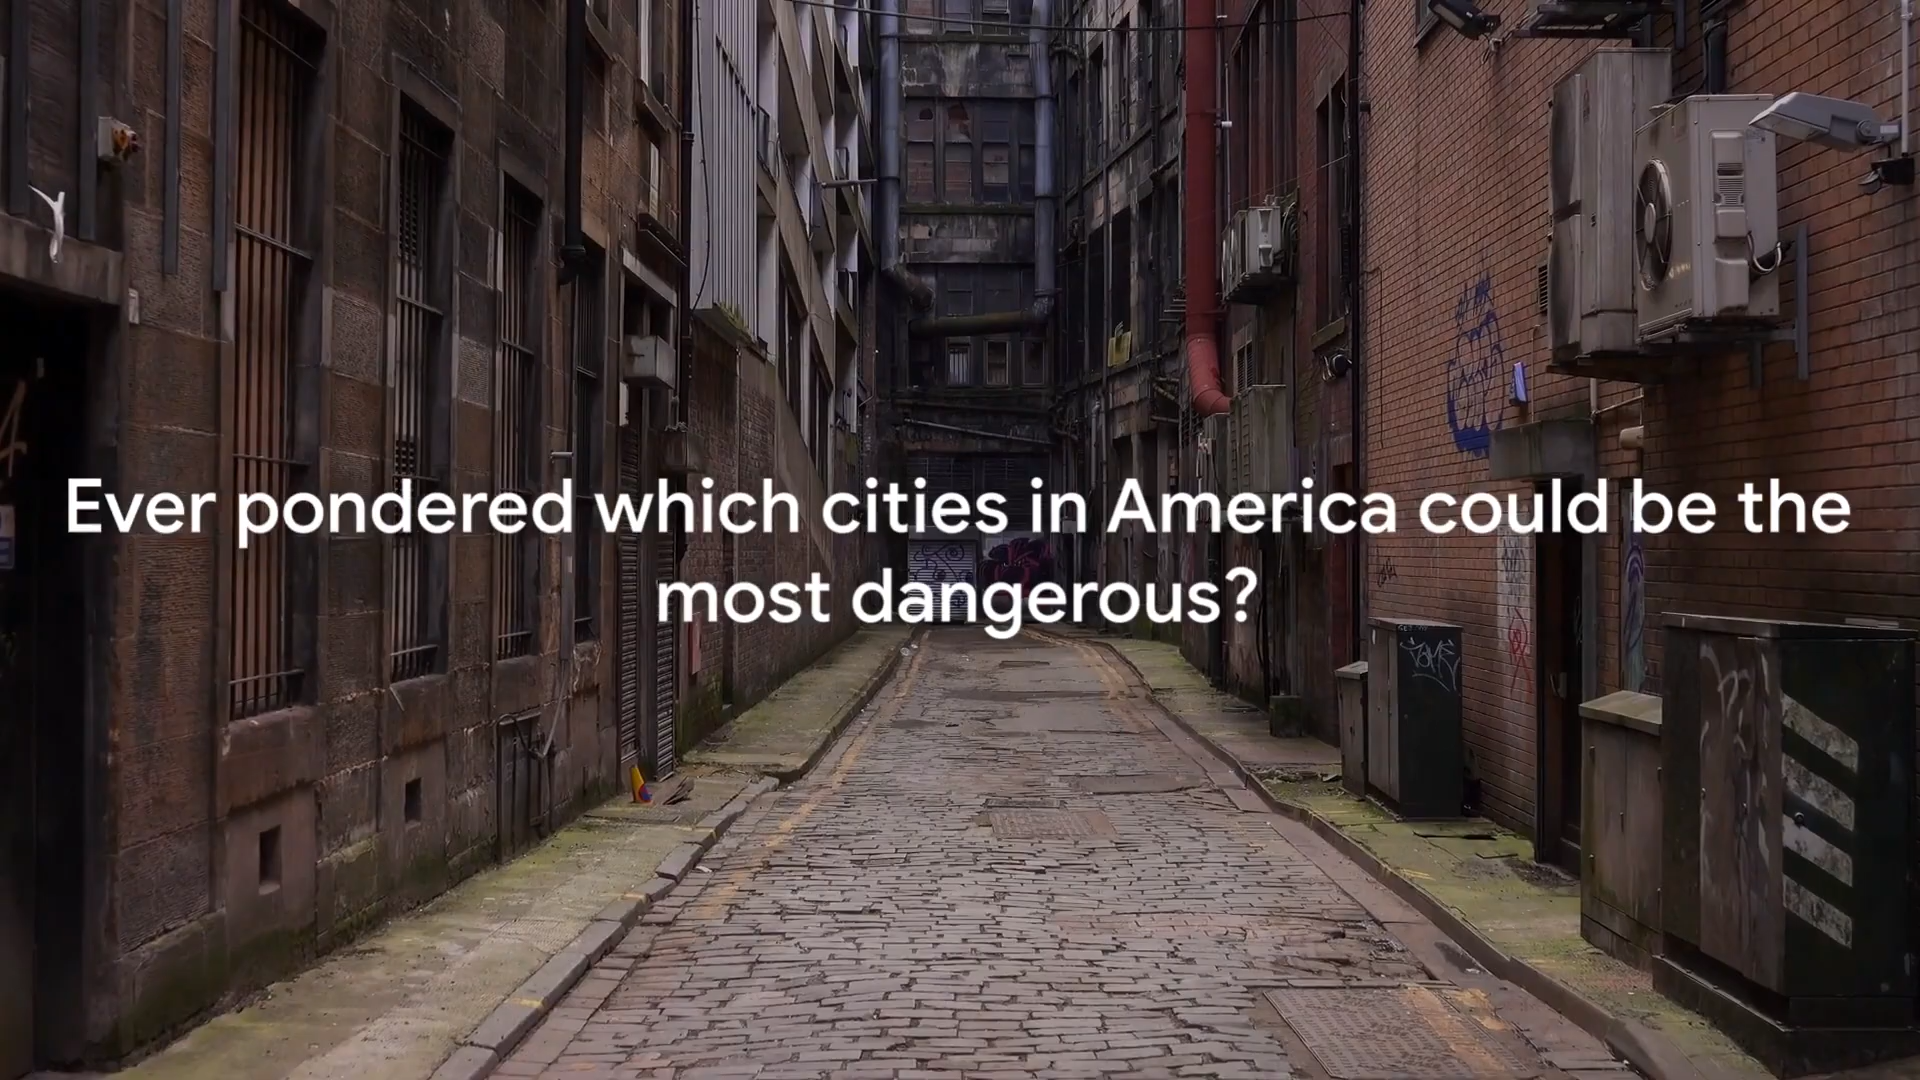 Ever pondered which cities in America could be the
most dangerous?